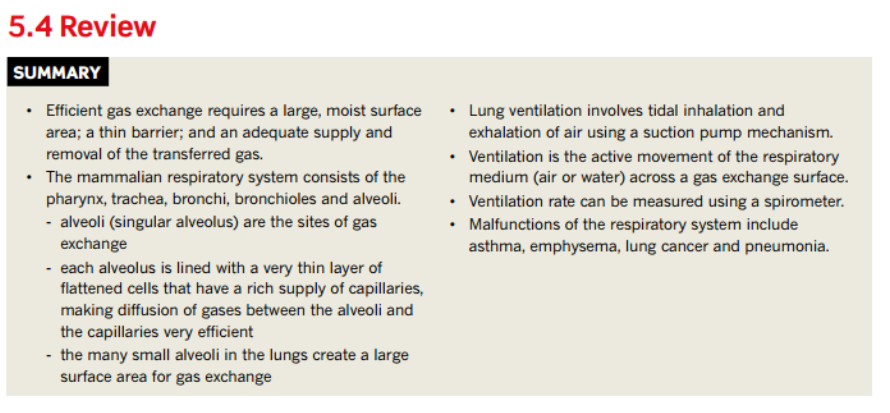 5.4 Review
SUMMARY
• Efficient gas exchange requires a large, moist surface
area; a thin barrier; and an adequate supply and
removal of the transferred gas.
• The mammalian respiratory system consists of the
pharynx, trachea, bronchi, bronchioles and alveoli.
- alveoli (singular alveolus) are the sites of gas
exchange
- each alveolus is lined with a very thin layer of
flattened cells that have a rich supply of capillaries,
making diffusion of gases between the alveoli and
the capillaries very efficient
- the many small alveoli in the lungs create a large
surface area for gas exchange
• Lung ventilation involves tidal inhalation and
exhalation of air using a suction pump mechanism.
• Ventilation is the active movement of the respiratory
medium (air or water) across a gas exchange surface.
• Ventilation rate can be measured using a spirometer.
• Malfunctions of the respiratory system include
asthma, emphysema, lung cancer and pneumonia.